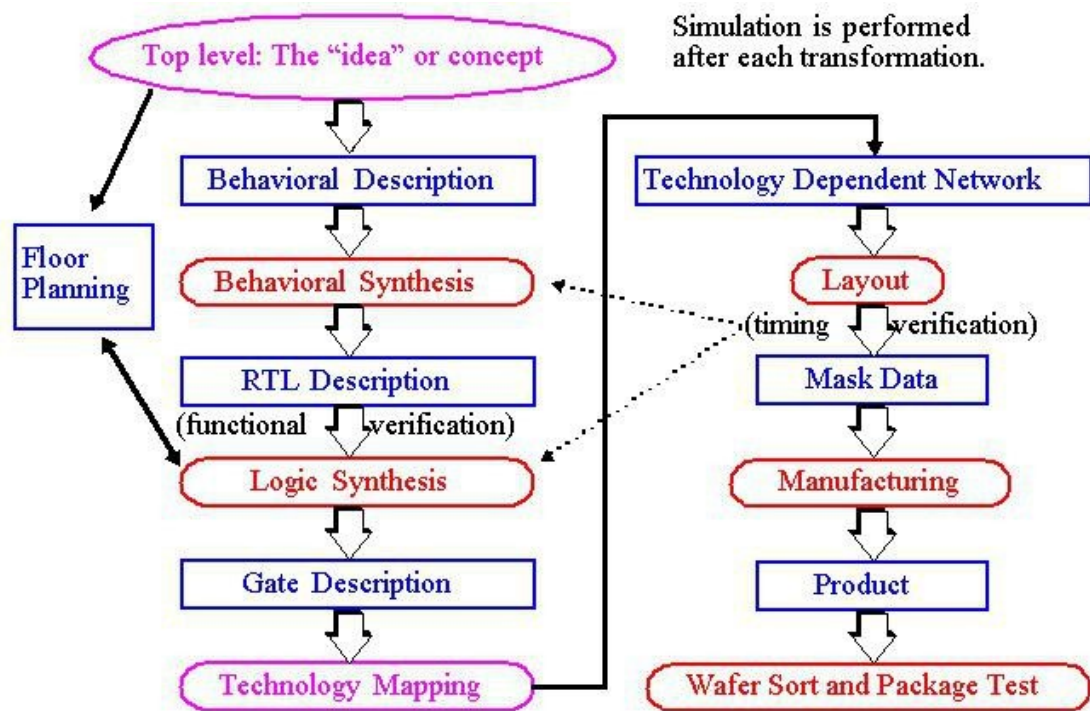 Top level: The “idea” or concept
Simulation is performed
after each transformation.
Behavioral Description
Technology Dependent Network
Floor
Planning
Behavioral Synthesis
Layout
(timing verification)
RTL Description
Mask Data
(functional verification)
Logic Synthesis
Manufacturing
Gate Description
Product
Technology Mapping
Wafer Sort and Package Test